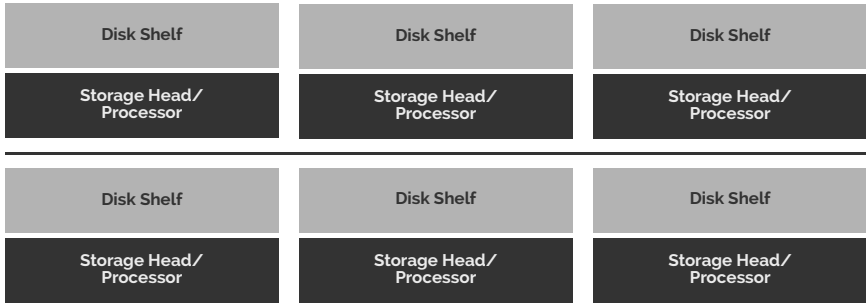 Disk Shelf
Disk Shelf
Disk Shelf
Storage Head/
Processor
Storage Head/
Processor
Storage Head/
Processor
Disk Shelf
Disk Shelf
Disk Shelf
Storage Head/
Processor
Storage Head/
Processor
Storage Head/
Processor